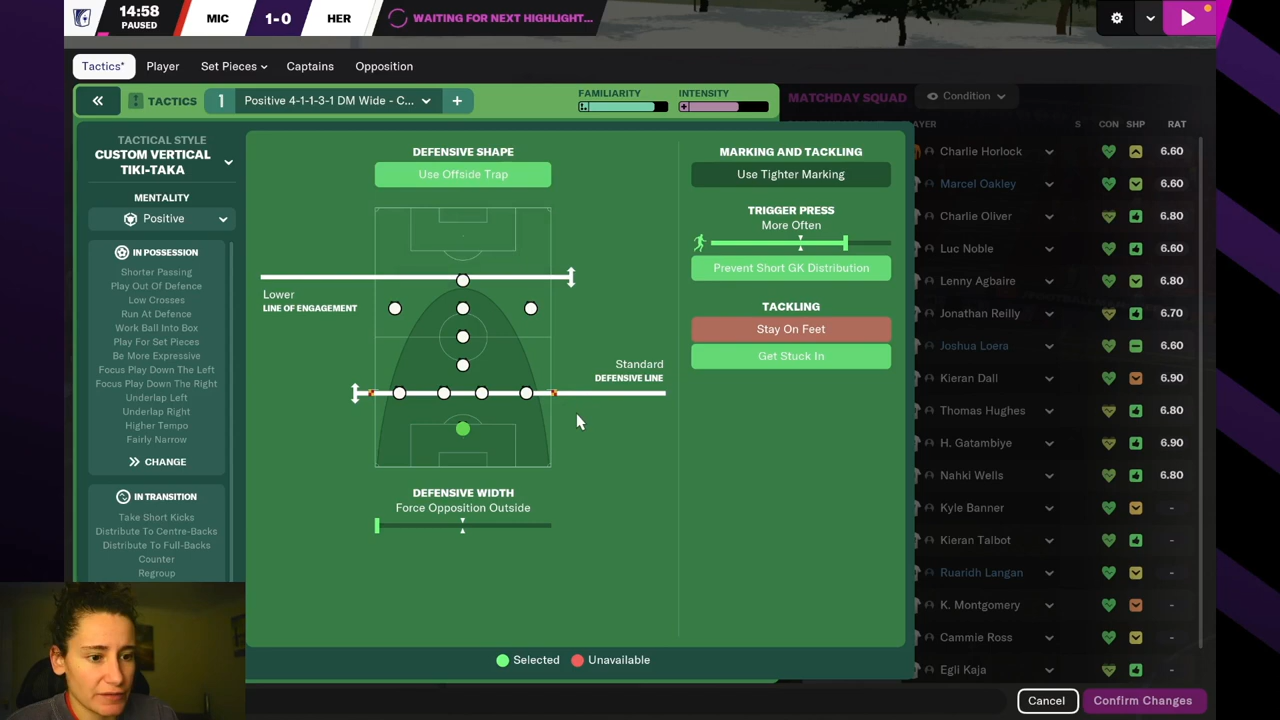 14:58
PAUSED
MIC
1-0
HER
WAITING FOR NEXT HIGHLIGHT...
Tactics*
Player
Set Pieces
Captains
Opposition
TACTICS
1
Positive 4-1-1-3-1 DM Wide - C...
FAMILIARITY
INTENSITY
TACTICAL STYLE
CUSTOM VERTICAL
TIKI-TAKA
MENTALITY
Positive
IN POSSESSION
Shorter Passing
Play Out Of Defence
Low Crosses
Run At Defence
Work Ball Into Box
Play For Set Pieces
Be More Expressive
Focus Play Down The Left
Focus Play Down The Right
Underlap Left
Underlap Right
Higher Tempo
Fairly Narrow
CHANGE
IN TRANSITION
Take Short Kicks
Distribute To Centre-Backs
Distribute To Full-Backs
Counter
Regroup
DEFENSIVE SHAPE
Use Offside Trap
Lower
LINE OF ENGAGEMENT
Standard
DEFENSIVE LINE
DEFENSIVE WIDTH
Force Opposition Outside
MARKING AND TACKLING
Use Tighter Marking
TRIGGER PRESS
More Often
Prevent Short GK Distribution
TACKLING
Stay On Feet
Get Stuck In
Selected
Unavailable
MATCHDAY SQUAD
Condition
AYER S CON SHP RAT
Charlie Horlock 6.60
Marcel Oakley 6.60
Charlie Oliver 6.80
Luc Noble 6.60
Lenny Agbaire 6.80
Jonathan Reilly 6.70
Joshua Loera 6.80
Kieran Dall 6.90
Thomas Hughes 6.80
H. Gatambiye 6.90
Nahki Wells 6.80
Kyle Banner -
Kieran Talbot -
Ruaridh Langan -
K. Montgomery -
Cammie Ross -
Egli Kaja -
Cancel
Confirm Changes